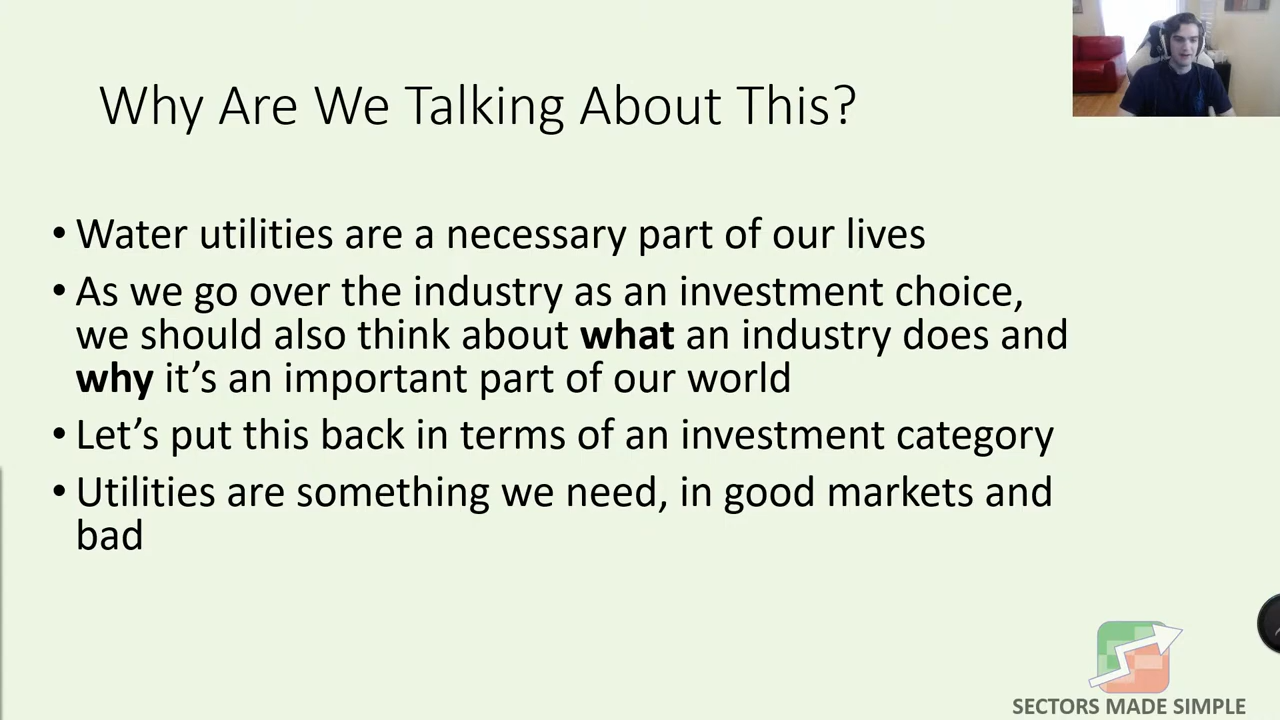 Why Are We Talking About This?
• Water utilities are a necessary part of our lives
• As we go over the industry as an investment choice,
we should also think about what an industry does and
why it’s an important part of our world
• Let’s put this back in terms of an investment category
• Utilities are something we need, in good markets and
bad
SECTORS MADE SIMPLE